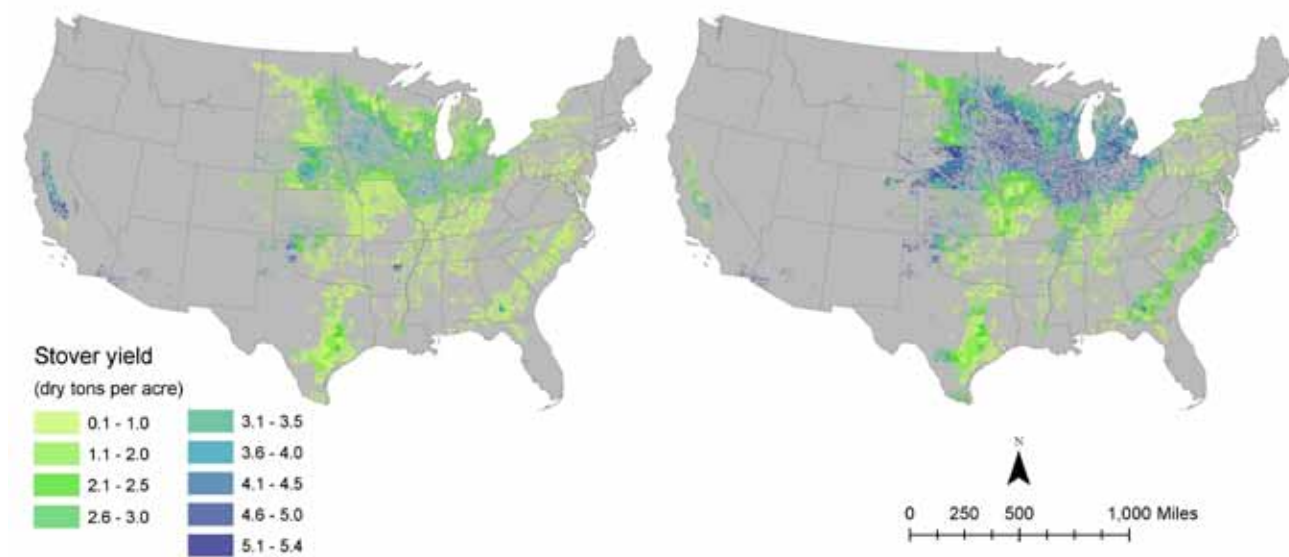 Stover yield
(dry tons per acre)
0.1 - 1.0
1.1 - 2.0
2.1 - 2.5
2.6 - 3.0
3.1 - 3.5
3.6 - 4.0
4.1 - 4.5
4.6 - 5.0
5.1 - 5.4
N
0 250 500 1,000 Miles